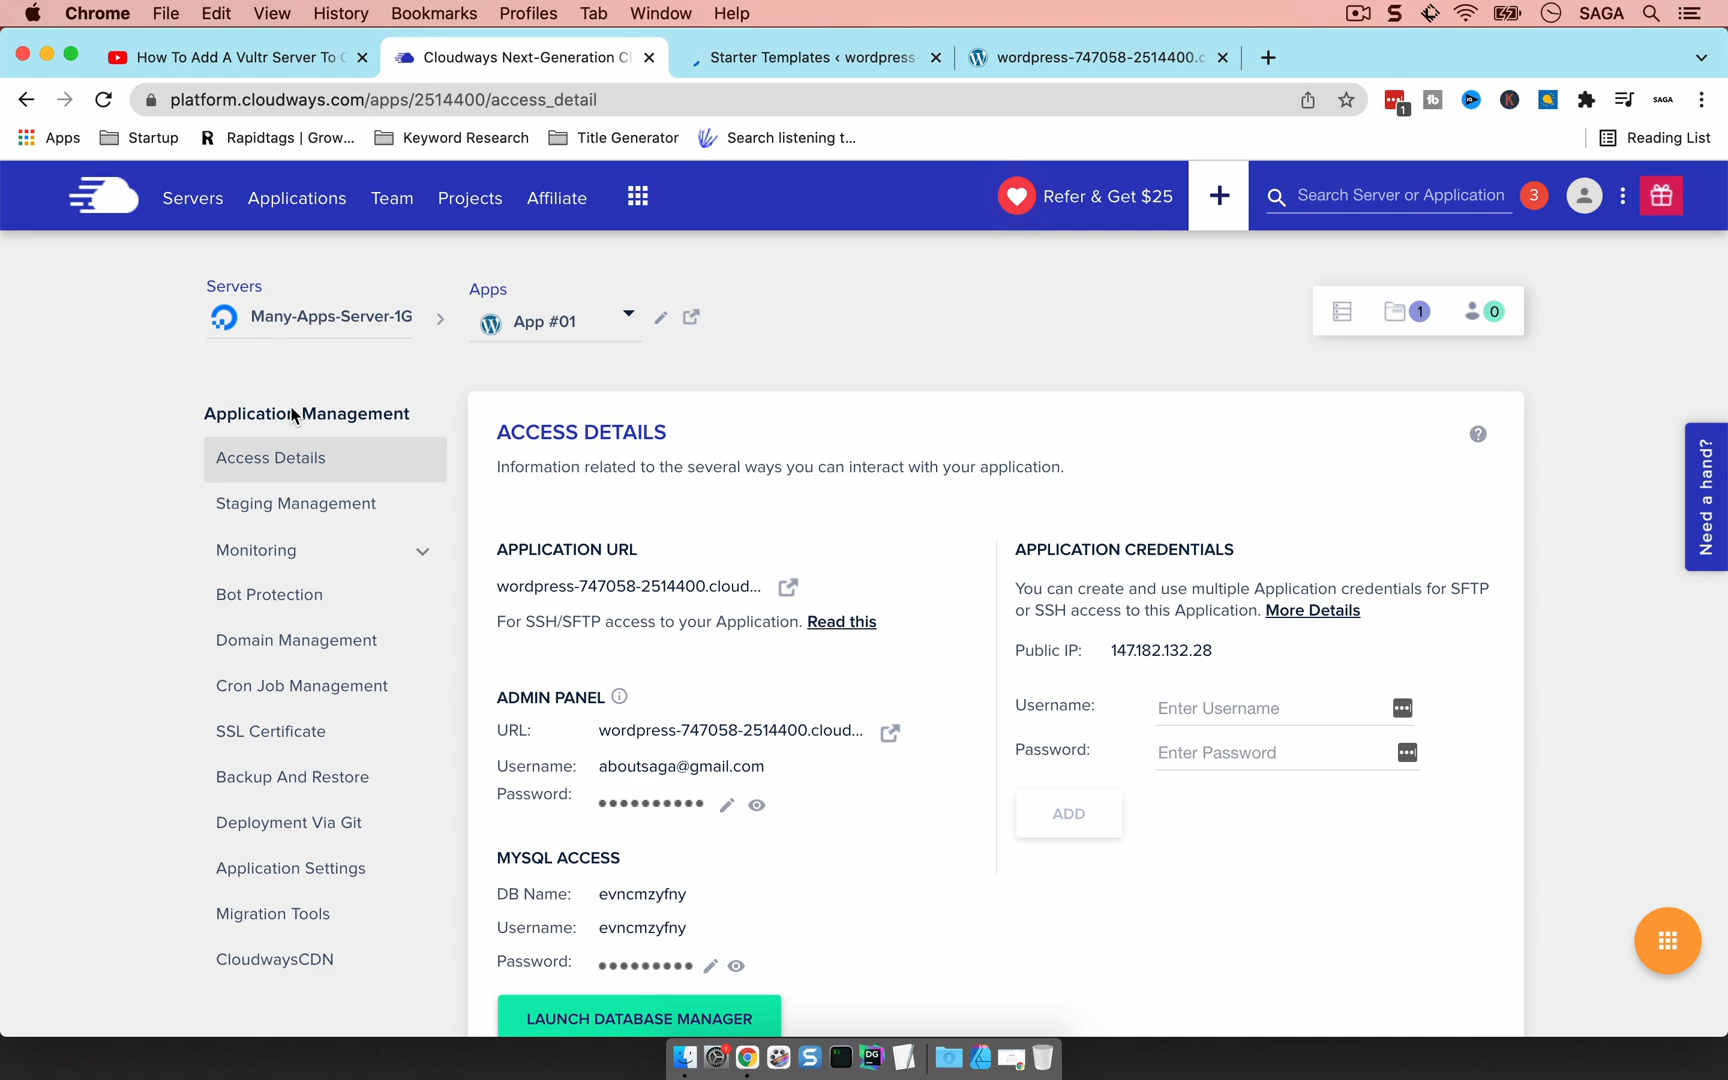 Chrome File Edit View History Bookmarks Profiles Tab Window Help SAGA
How To Add A Vultr Server To C
Cloudways Next-Generation Cl
Starter Templates ‹ wordpress-
wordpress-747058-2514400.c
platform.cloudways.com/apps/2514400/access_detail
1
tb
K
SAGA
Apps Startup R Rapidtags | Grow... Keyword Research Title Generator Search listening t... Reading List
Servers Applications Team Projects Affiliate Refer & Get $25 + Search Server or Application 3
Servers
Many-Apps-Server-1G
Apps
App #01
1
0
Application Management
Access Details
Staging Management
Monitoring
Bot Protection
Domain Management
Cron Job Management
SSL Certificate
Backup And Restore
Deployment Via Git
Application Settings
Migration Tools
CloudwaysCDN
ACCESS DETAILS
Information related to the several ways you can interact with your application.
APPLICATION URL
wordpress-747058-2514400.cloud...
For SSH/SFTP access to your Application. Read this
ADMIN PANEL
URL: wordpress-747058-2514400.cloud...
Username: aboutsaga@gmail.com
Password: ••••••••••
MYSQL ACCESS
DB Name: evncmzyfny
Username: evncmzyfny
Password: •••••••••
LAUNCH DATABASE MANAGER
APPLICATION CREDENTIALS
You can create and use multiple Application credentials for SFTP
or SSH access to this Application. More Details
Public IP: 147.182.132.28
Username: Enter Username
Password: Enter Password
ADD
Need a hand?
DG